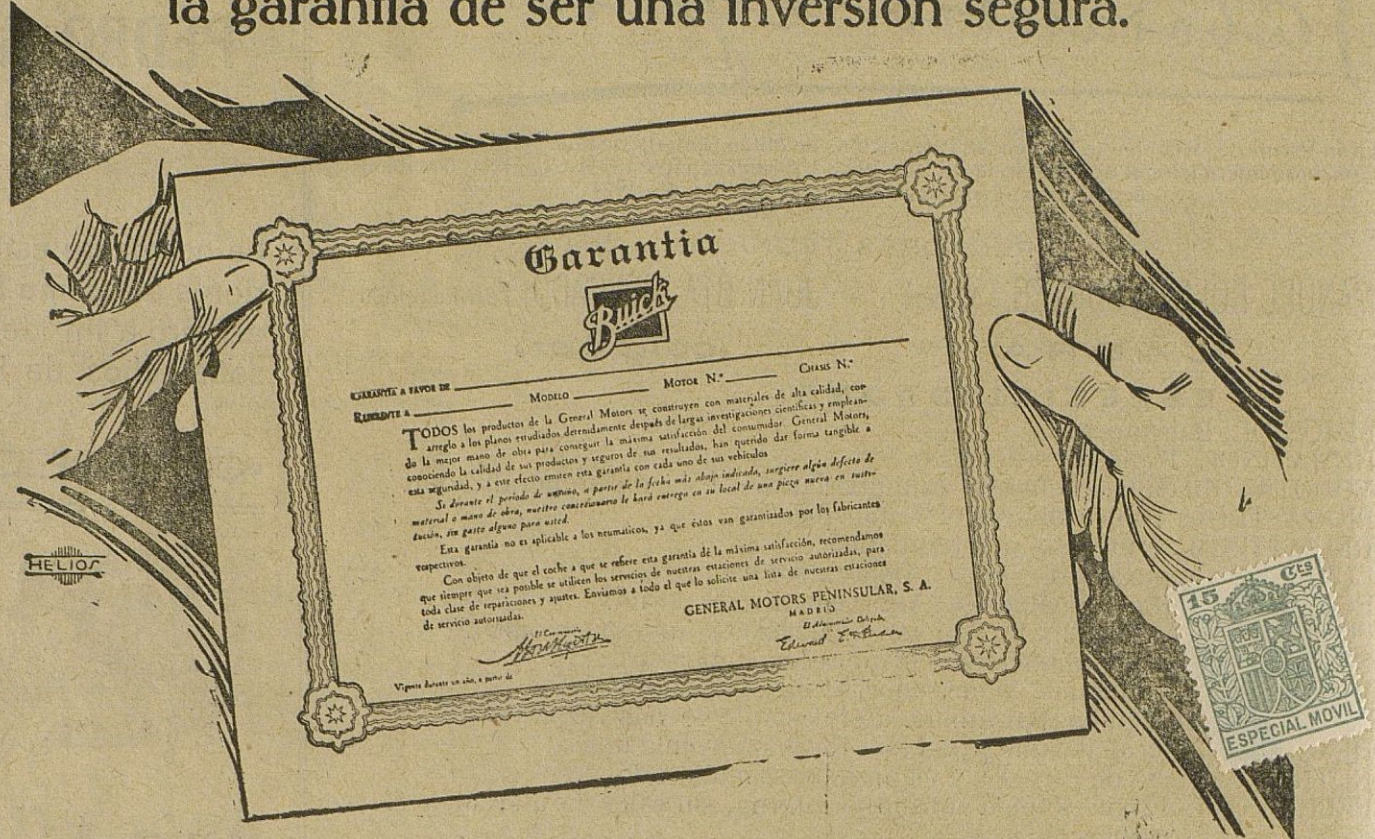 la garantía de ser una inversión segura.
Garantia
Buick
GARANTIA A FAVOR DE
REFERENTE A MODELO MOTOR N.º CHASIS N.º
TODOS los productos de la General Motors se construyen con materiales de alta calidad, con
arreglo a los planos estudiados detenidamente después de largas investigaciones científicas y emplean-
do la mejor mano de obra para conseguir la máxima satisfacción del consumidor. General Motors,
conociendo la calidad de sus productos y seguros de sus resultados, han querido dar forma tangible a
esta seguridad, y a este efecto emiten esta garantía con cada uno de sus vehículos
Si durante el período de un año, a partir de la fecha más abajo indicada, surgiere algún defecto de
material o mano de obra, nuestro concesionario le hará entrega en su local de una pieza nueva en susti-
tución, sin gasto alguno para usted.
Esta garantía no es aplicable a los neumaticos, ya que éstos van garantizados por los fabricantes
respectivos.
Con objeto de que el coche a que se refiere esta garantía dé la máxima satisfacción, recomendamos
que siempre que sea posible se utilicen los servicios de nuestras estaciones de servicio autorizadas, para
toda clase de reparaciones y ajustes. Enviamos a todo el que lo solicite una lista de nuestras estaciones
de servicio autorizadas.
GENERAL MOTORS PENINSULAR, S. A.
MADRID
El Concesionario
Edward
Vigente durante un año, a partir de
HELIOS
15 Cts
ESPECIAL MOVIL